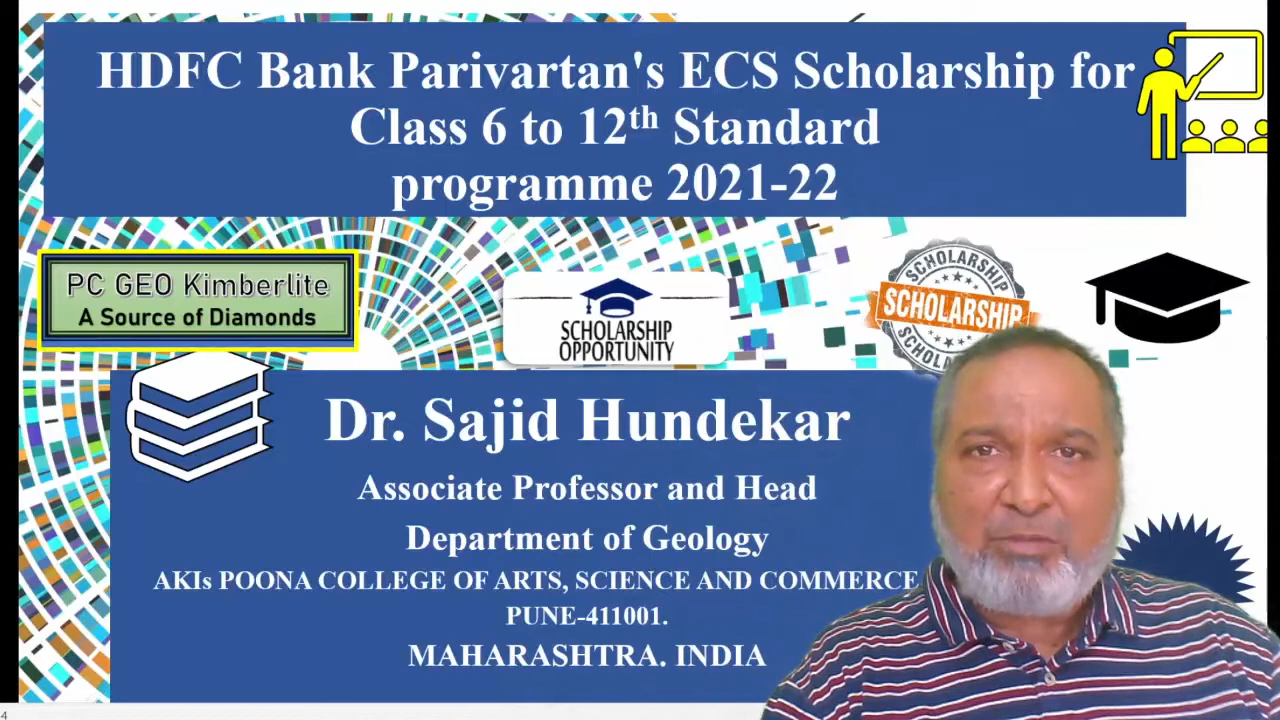 HDFC Bank Parivartan's ECS Scholarship for
Class 6 to 12th Standard
programme 2021-22
PC GEO Kimberlite
A Source of Diamonds
SCHOLARSHIP
OPPORTUNITY
SCHOLARSHIP
SCHOLARSHIP
Dr. Sajid Hundekar
Associate Professor and Head
Department of Geology
AKIs POONA COLLEGE OF ARTS, SCIENCE AND COMMERCE
PUNE-411001.
MAHARASHTRA. INDIA
4